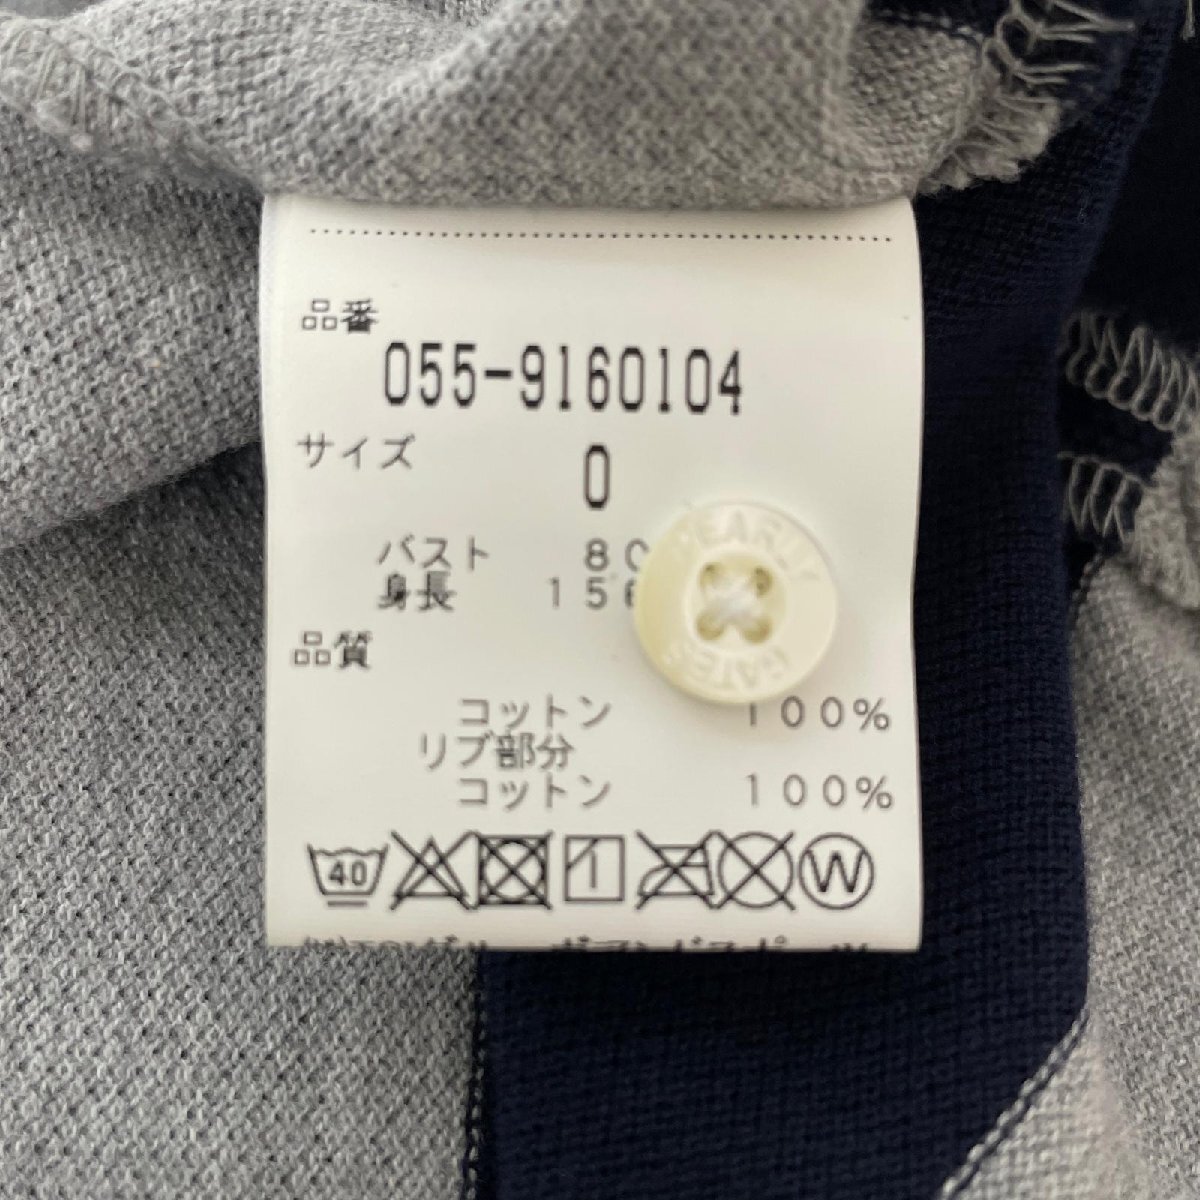 品番
055-9160104
サイズ 0
バスト 80
身長 156
PEARLY GATES
品質
コットン 100%
リブ部分
コットン 100%
40 1 W